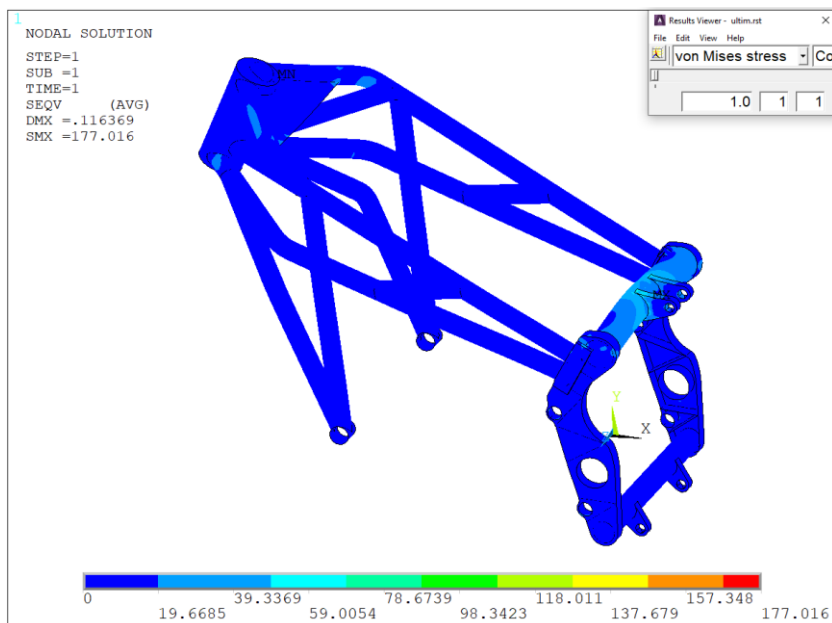 1
NODAL SOLUTION
STEP=1
SUB =1
TIME=1
SEQV (AVG)
DMX =.116369
SMX =177.016
Results Viewer - ultim.rst
File Edit View Help
von Mises stress Co
1.0 1 1
MN
Y
X
0 39.3369 78.6739 118.011 157.348
19.6685 59.0054 98.3423 137.679 177.016